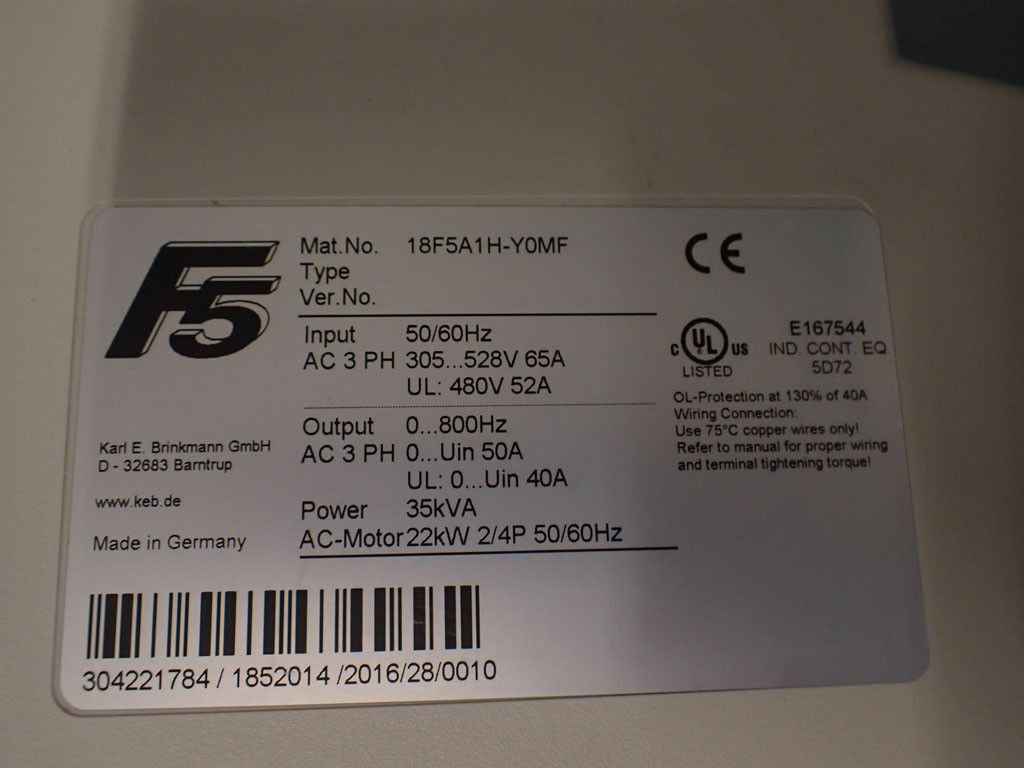 F5
Mat.No. 18F5A1H-Y0MF
Type
Ver.No.
Input 50/60Hz
AC 3 PH 305...528V 65A
UL: 480V 52A
Output 0...800Hz
AC 3 PH 0...Uin 50A
UL: 0...Uin 40A
Power 35kVA
AC-Motor 22kW 2/4P 50/60Hz
CE
C UL US
LISTED
E167544
IND. CONT. EQ.
5D72
OL-Protection at 130% of 40A
Wiring Connection:
Use 75°C copper wires only!
Refer to manual for proper wiring
and terminal tightening torque!
Karl E. Brinkmann GmbH
D - 32683 Barntrup
www.keb.de
Made in Germany
304221784 / 1852014 /2016/28/0010